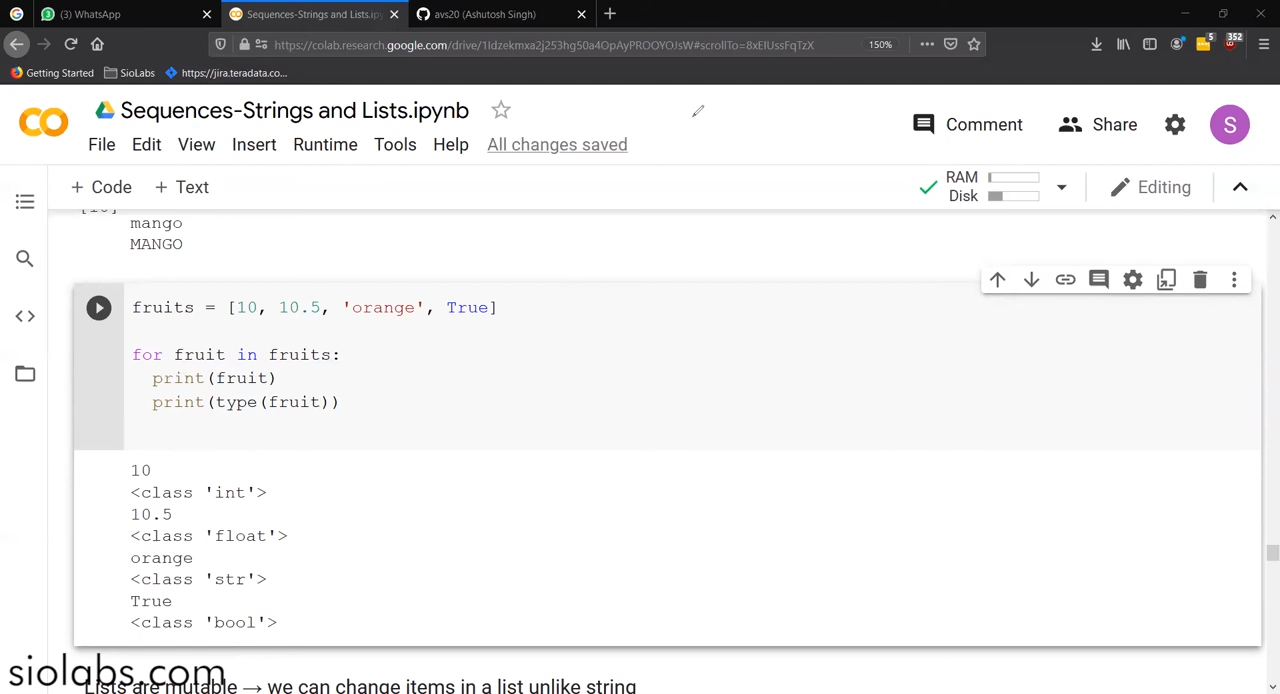 (3) WhatsApp
Sequences-Strings and Lists.ipyn
avs20 (Ashutosh Singh)
https://colab.research.google.com/drive/1ldzekmxa2j253hg50a4OpAyPROOYOJsW#scrollTo=8xEIUssFqTzX
150%
5
352
Getting Started
SioLabs
https://jira.teradata.co...
Sequences-Strings and Lists.ipynb
Comment
Share
S
File Edit View Insert Runtime Tools Help All changes saved
+ Code + Text
RAM
Disk
Editing
mango
MANGO
fruits = [10, 10.5, 'orange', True]
for fruit in fruits:
print(fruit)
print(type(fruit))
10
<class 'int'>
10.5
<class 'float'>
orange
<class 'str'>
True
<class 'bool'>
siolabs.com
Lists are mutable → we can change items in a list unlike string